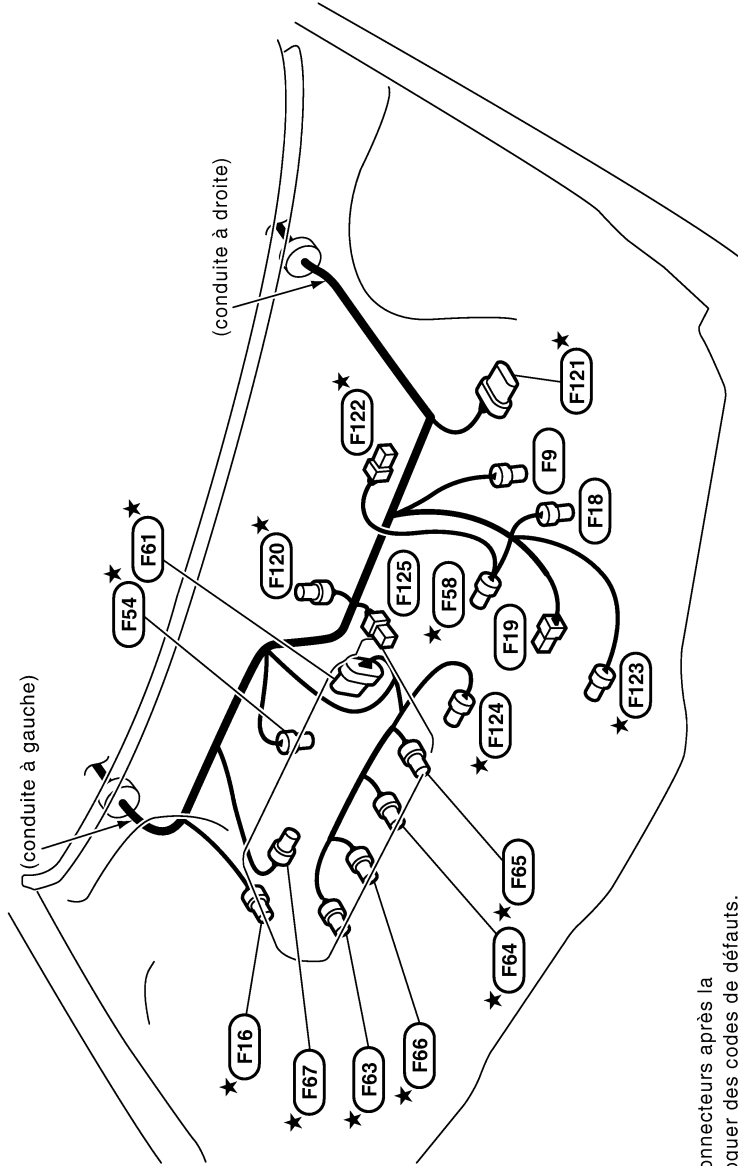 (conduite à gauche)
F54
F61
(conduite à droite)
F16
F120
F67
F122
F63
F125
F66
F58
F124
F64
F19
F65
F9
F121
F18
F123
onnecteurs après la
oquer des codes de défauts.